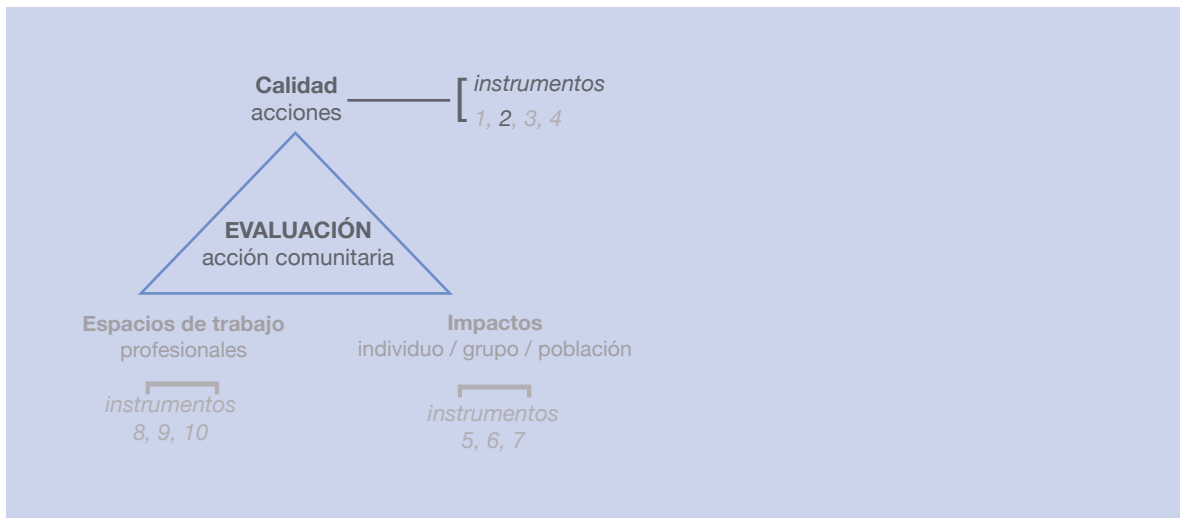 Calidad
acciones
instrumentos
1, 2, 3, 4
EVALUACIÓN
acción comunitaria
Espacios de trabajo
profesionales
instrumentos
8, 9, 10
Impactos
individuo / grupo / población
instrumentos
5, 6, 7